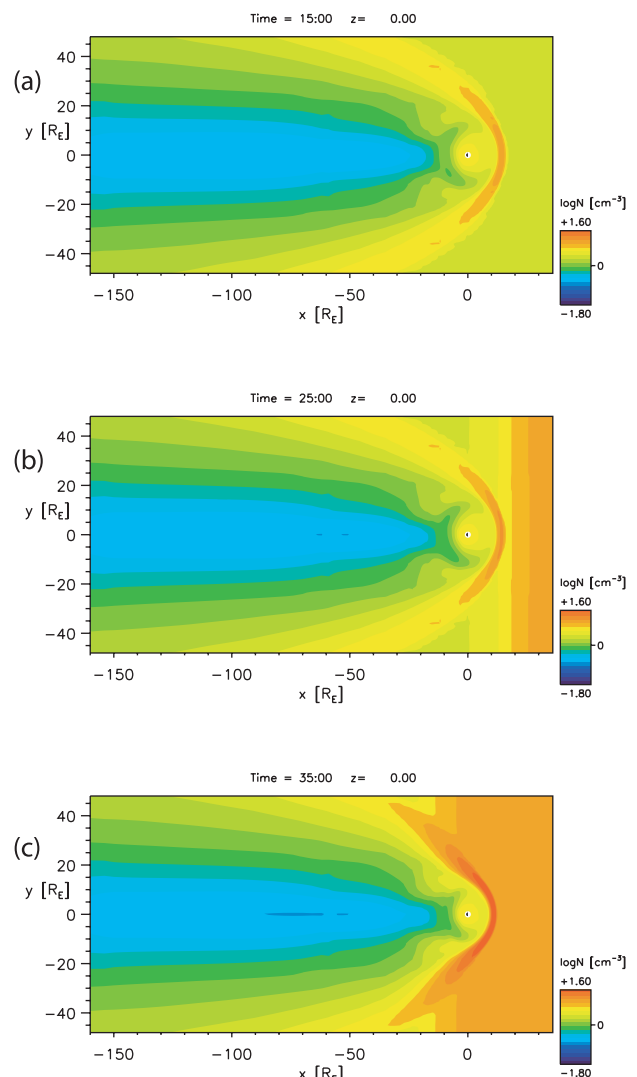 Time = 15:00 z= 0.00
(a)
40
20
y [R_E]
0
−20
−40
−150 −100 −50 0
x [R_E]
logN [cm⁻³]
+1.60
0
−1.80
Time = 25:00 z= 0.00
(b)
40
20
y [R_E]
0
−20
−40
−150 −100 −50 0
x [R_E]
logN [cm⁻³]
+1.60
0
−1.80
Time = 35:00 z= 0.00
(c)
40
20
y [R_E]
0
−20
−40
−150 −100 −50 0
x [R_E]
logN [cm⁻³]
+1.60
0
−1.80